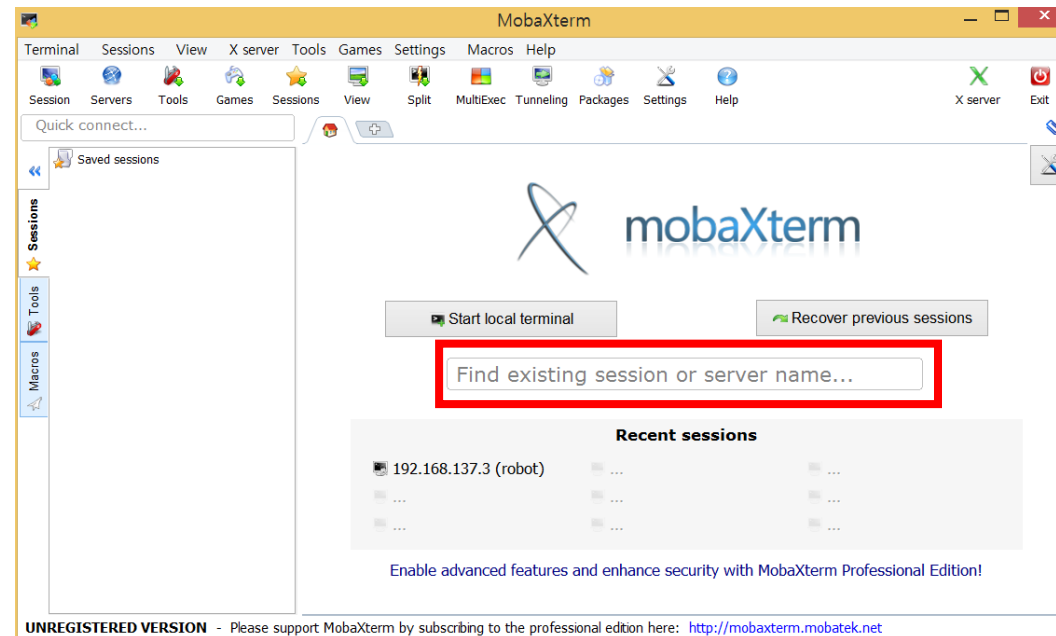 MobaXterm
Terminal Sessions View X server Tools Games Settings Macros Help
Session Servers Tools Games Sessions View Split MultiExec Tunneling Packages Settings Help X server Exit
Quick connect...
Saved sessions
Sessions
Tools
Macros
mobaXterm
Start local terminal
Recover previous sessions
Find existing session or server name...
Recent sessions
192.168.137.3 (robot) ... ...
... ... ...
... ... ...
Enable advanced features and enhance security with MobaXterm Professional Edition!
UNREGISTERED VERSION - Please support MobaXterm by subscribing to the professional edition here: http://mobaxterm.mobatek.net